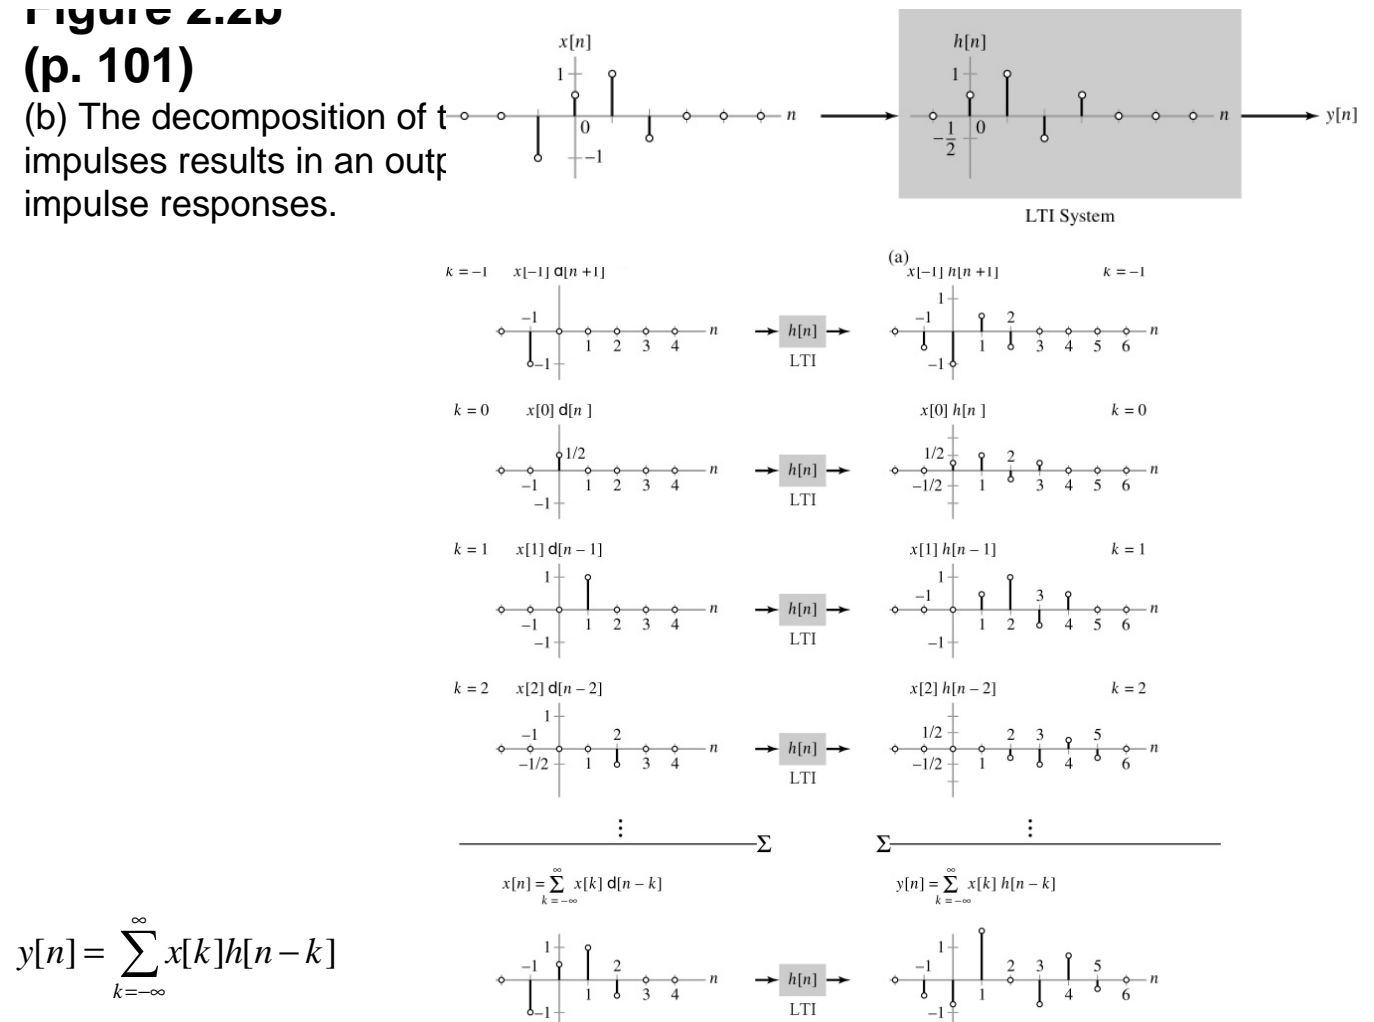 Figure 2.2b
(p. 101)
(b) The decomposition of t
impulses results in an outp
impulse responses.
x[n]
1
0
−1
n
h[n]
1
0
−1/2
n
y[n]
LTI System
(a)
k = −1 x[−1] d[n +1]
−1
1 2 3 4
n
−1
h[n]
LTI
x[−1] h[n +1] k = −1
1
−1 2
1 3 4 5 6
n
−1
k = 0 x[0] d[n ]
1/2
−1 1 2 3 4
n
−1
h[n]
LTI
x[0] h[n ] k = 0
1/2 2
−1/2 1 3 4 5 6
n
k = 1 x[1] d[n – 1]
1
−1 1 2 3 4
n
−1
h[n]
LTI
x[1] h[n – 1] k = 1
1
−1 3
1 2 4 5 6
n
−1
k = 2 x[2] d[n – 2]
1
−1 2
−1/2 1 3 4
n
h[n]
LTI
x[2] h[n – 2] k = 2
1/2 2 3 5
−1/2 1 4 6
n
⋮ ⋮
Σ Σ
x[n] = Σ x[k] d[n – k]
∞
k = −∞
y[n] = Σ x[k] h[n – k]
∞
k = −∞
y[n] = ∑ x[k]h[n − k]
∞
k=−∞
1
−1 2
1 3 4
n
−1
h[n]
LTI
1
−1 2 3 5
1 4 6
n
−1